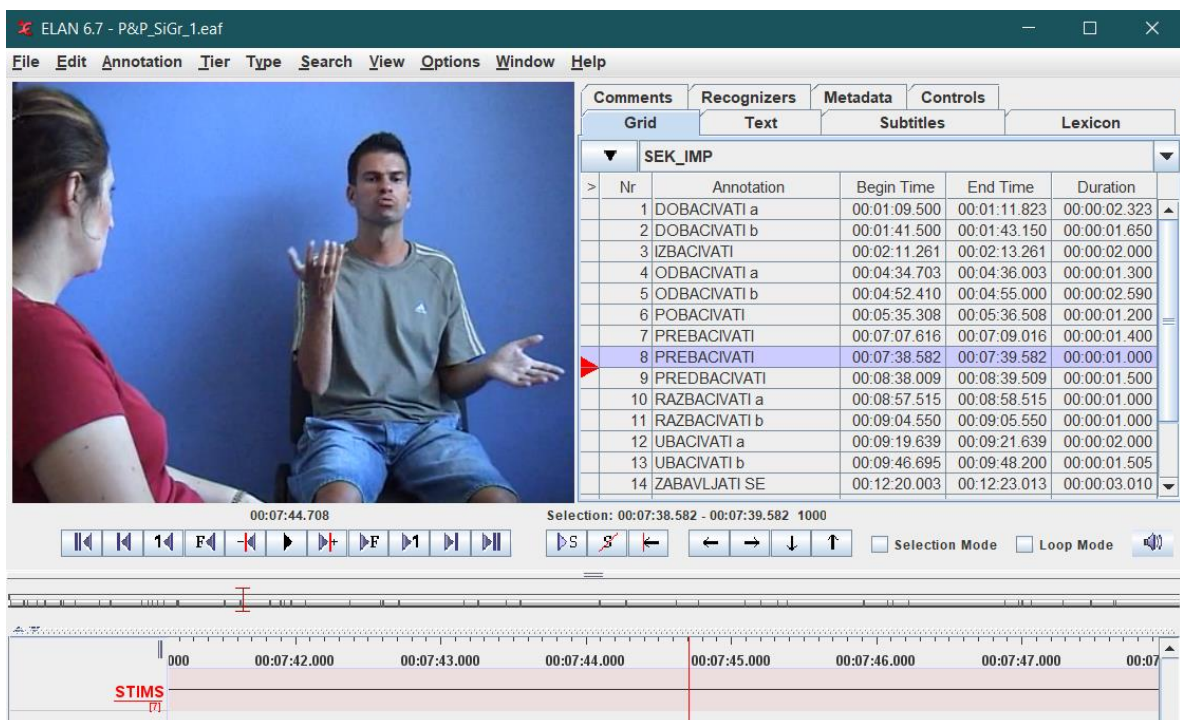 ELAN 6.7 - P&P_SiGr_1.eaf
File Edit Annotation Tier Type Search View Options Window Help
Comments Recognizers Metadata Controls
Grid Text Subtitles Lexicon
SEK_IMP
> Nr Annotation Begin Time End Time Duration
1 DOBACIVATI a 00:01:09.500 00:01:11.823 00:00:02.323
2 DOBACIVATI b 00:01:41.500 00:01:43.150 00:00:01.650
3 IZBACIVATI 00:02:11.261 00:02:13.261 00:00:02.000
4 ODBACIVATI a 00:04:34.703 00:04:36.003 00:00:01.300
5 ODBACIVATI b 00:04:52.410 00:04:55.000 00:00:02.590
6 POBACIVATI 00:05:35.308 00:05:36.508 00:00:01.200
7 PREBACIVATI 00:07:07.616 00:07:09.016 00:00:01.400
8 PREBACIVATI 00:07:38.582 00:07:39.582 00:00:01.000
9 PREDBACIVATI 00:08:38.009 00:08:39.509 00:00:01.500
10 RAZBACIVATI a 00:08:57.515 00:08:58.515 00:00:01.000
11 RAZBACIVATI b 00:09:04.550 00:09:05.550 00:00:01.000
12 UBACIVATI a 00:09:19.639 00:09:21.639 00:00:02.000
13 UBACIVATI b 00:09:46.695 00:09:48.200 00:00:01.505
14 ZABAVLJATI SE 00:12:20.003 00:12:23.013 00:00:03.010
00:07:44.708 Selection: 00:07:38.582 - 00:07:39.582 1000
1 F + F 1 S S Selection Mode Loop Mode
000 00:07:42.000 00:07:43.000 00:07:44.000 00:07:45.000 00:07:46.000 00:07:47.000 00:07
STIMS
[7]